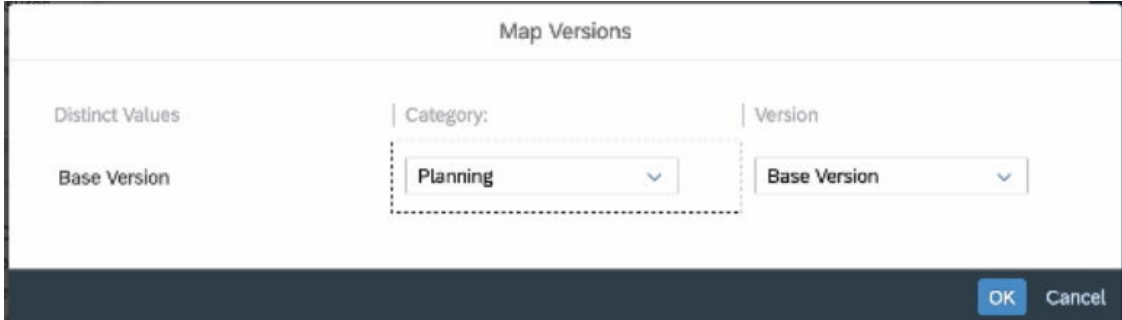 Map Versions
Distinct Values
Category:
Version
Base Version
Planning
Base Version
OK
Cancel